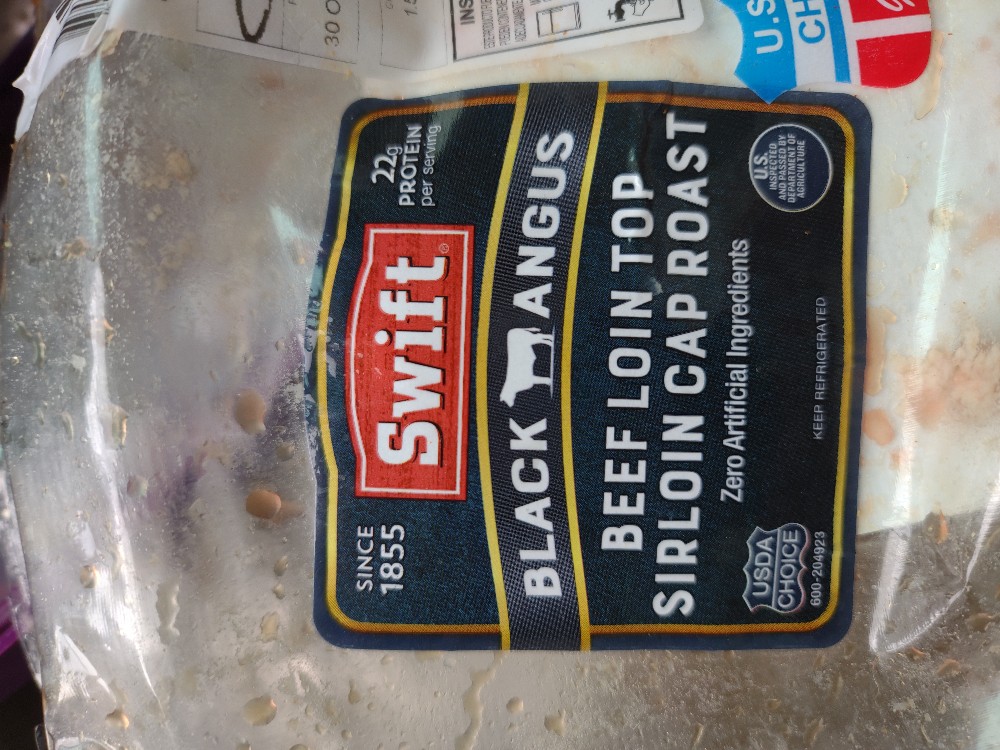 SINCE
1855
Swift®
22g
PROTEIN
per serving
BLACK ANGUS
BEEF LOIN TOP
SIRLOIN CAP ROAST
Zero Artificial Ingredients
USDA
CHOICE
600-204923
KEEP REFRIGERATED
U.S.
INSPECTED
AND PASSED BY
DEPARTMENT OF
AGRICULTURE
30 O
INS
U.S
CH